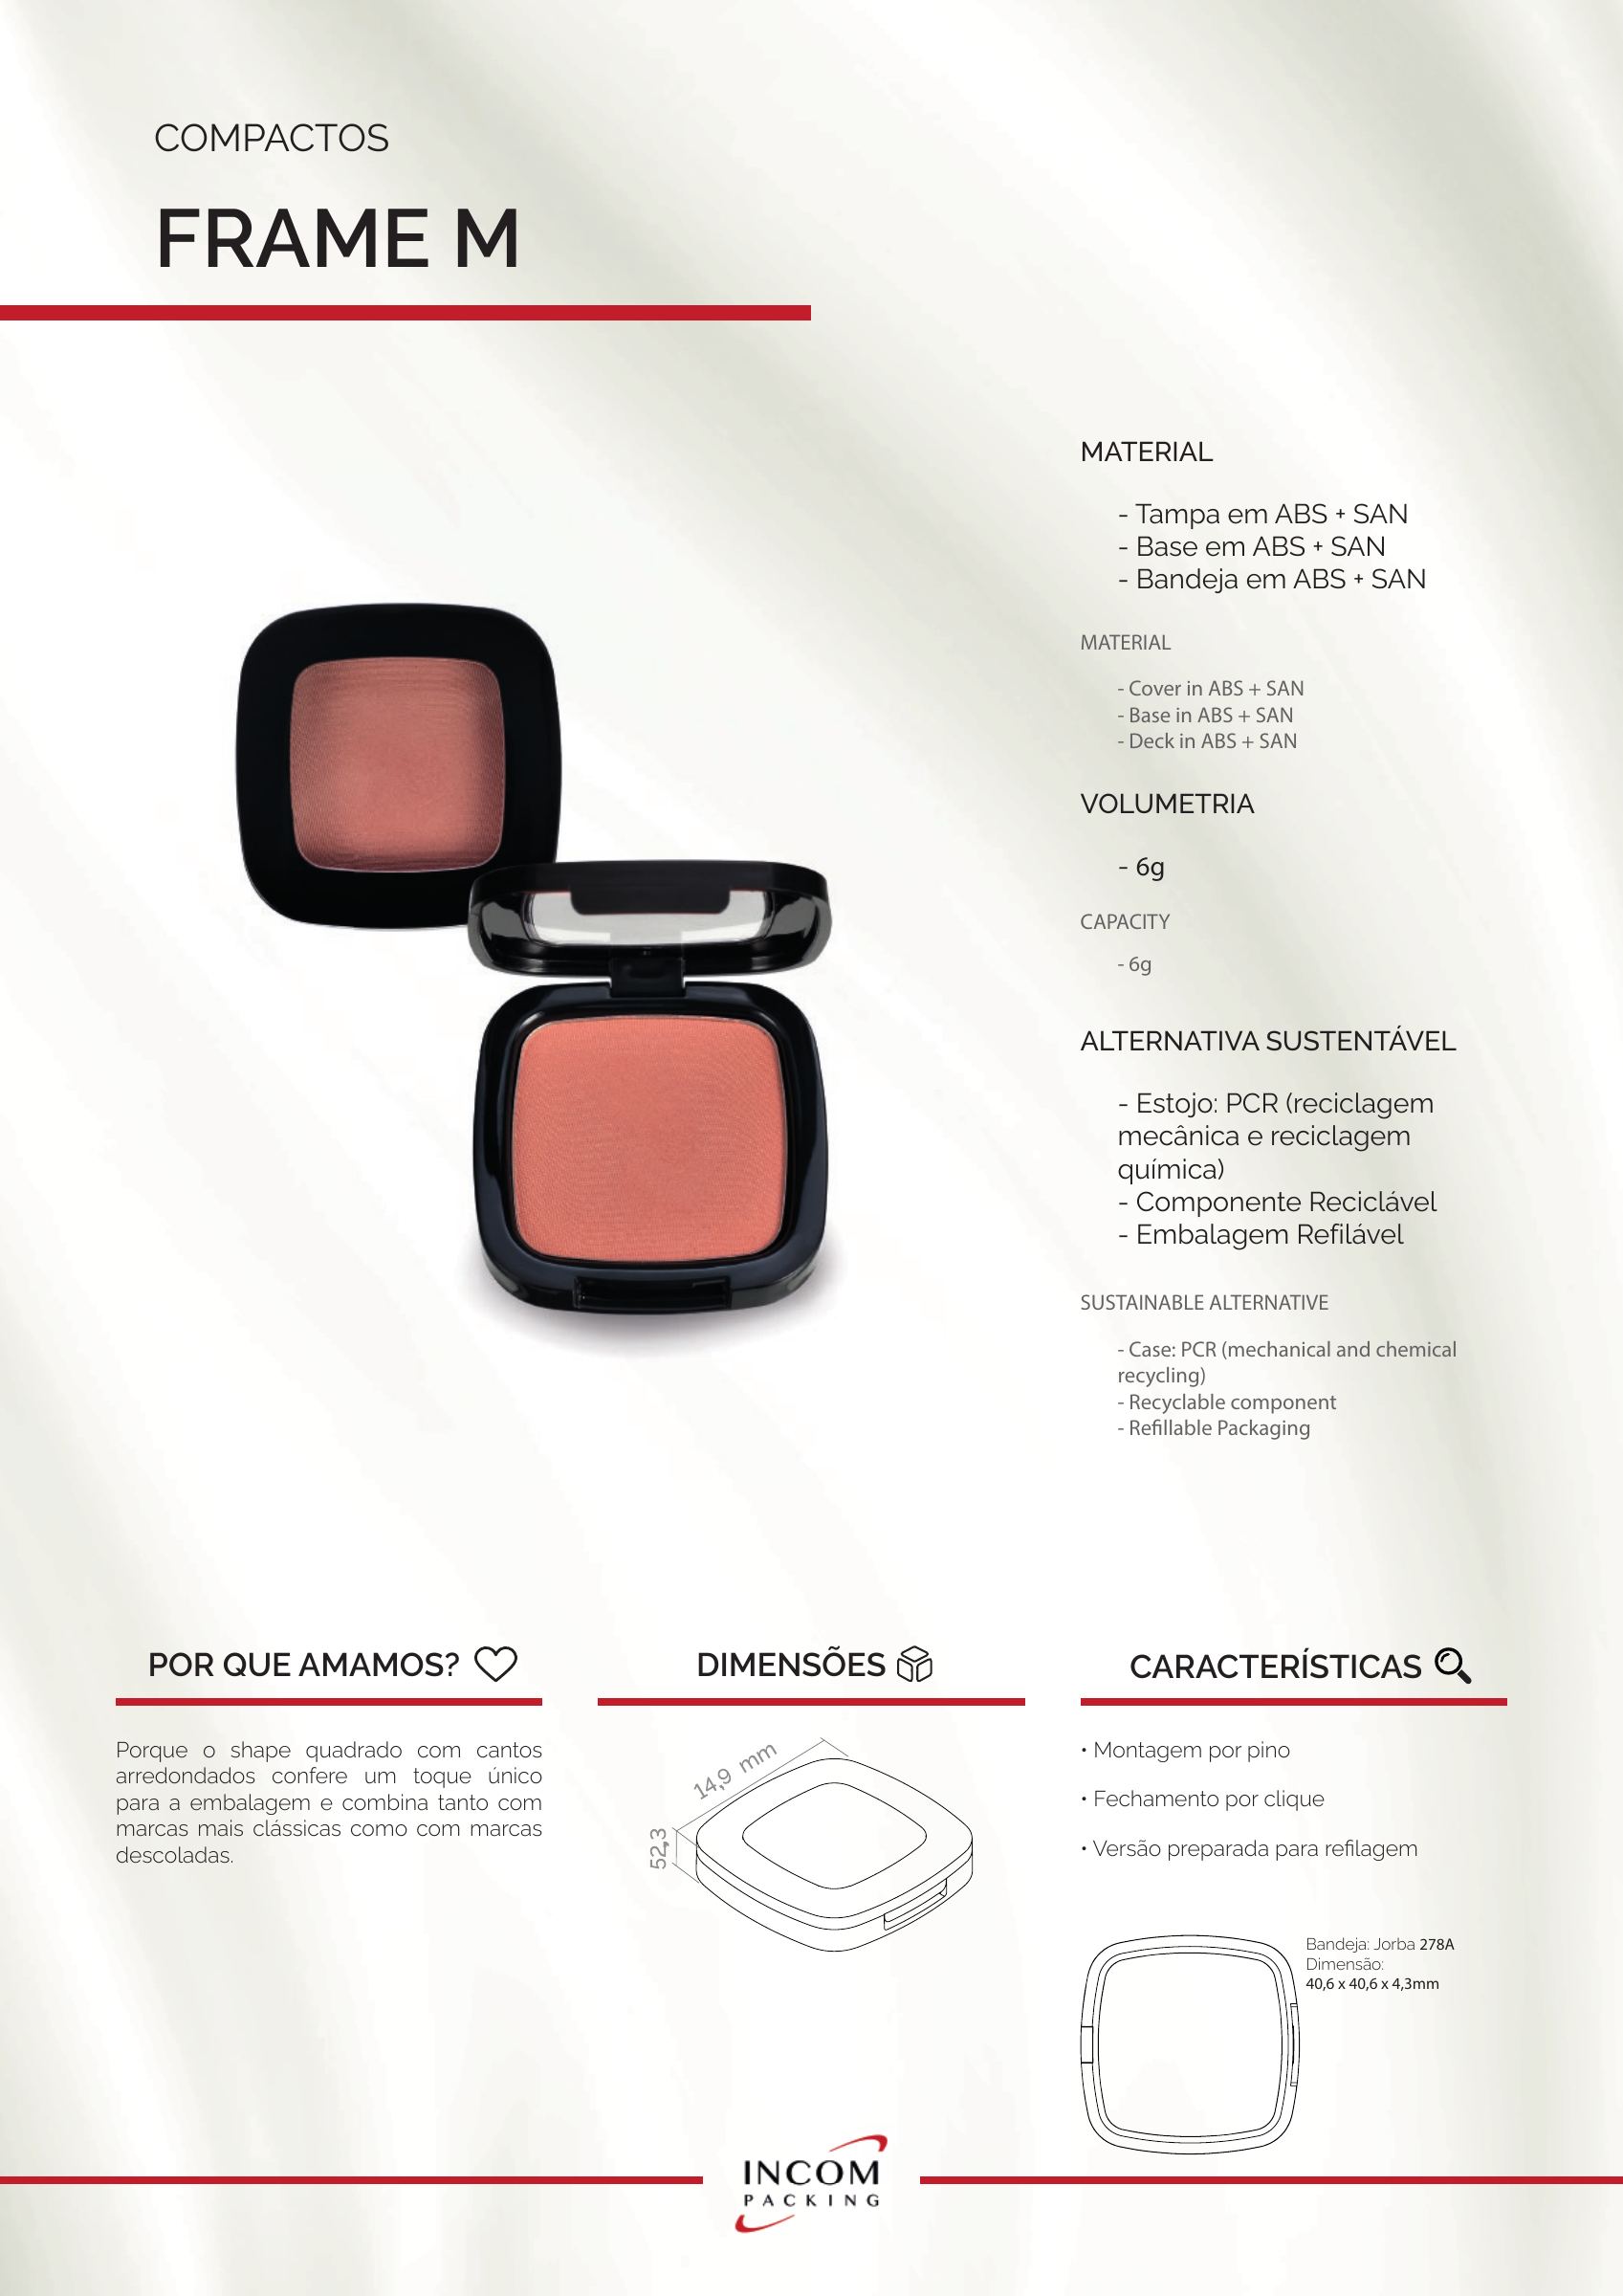 COMPACTOS
FRAME M
MATERIAL
- Tampa em ABS + SAN
- Base em ABS + SAN
- Bandeja em ABS + SAN
MATERIAL
- Cover in ABS + SAN
- Base in ABS + SAN
- Deck in ABS + SAN
VOLUMETRIA
- 6g
CAPACITY
- 6g
ALTERNATIVA SUSTENTÁVEL
- Estojo: PCR (reciclagem
mecânica e reciclagem
química)
- Componente Reciclável
- Embalagem Refilável
SUSTAINABLE ALTERNATIVE
- Case: PCR (mechanical and chemical
recycling)
- Recyclable component
- Refillable Packaging
POR QUE AMAMOS?
Porque o shape quadrado com cantos
arredondados confere um toque único
para a embalagem e combina tanto com
marcas mais clássicas como com marcas
descoladas.
DIMENSÕES
14,9 mm
52,3
CARACTERÍSTICAS
• Montagem por pino
• Fechamento por clique
• Versão preparada para refilagem
Bandeja: Jorba 278A
Dimensão:
40,6 x 40,6 x 4,3mm
INCOM
PACKING